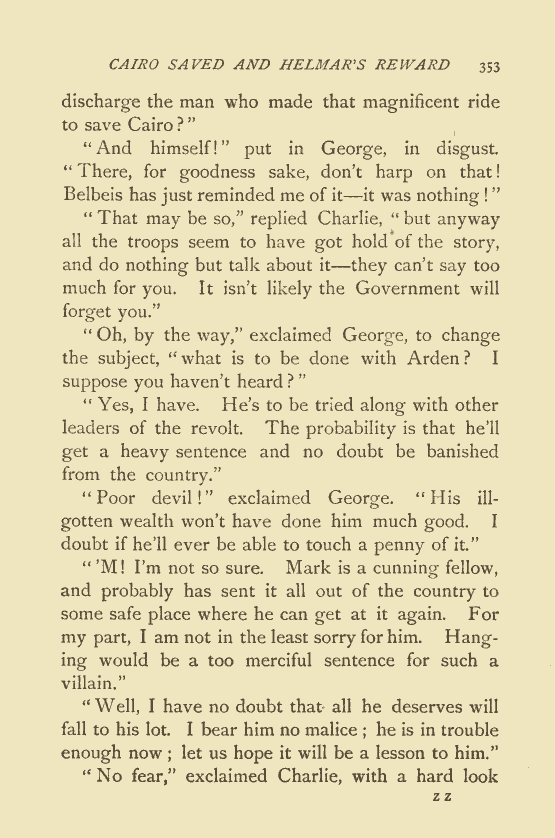 CAIRO SAVED AND HELMAR'S REWARD 353
discharge the man who made that magnificent ride
to save Cairo?”
“And himself!” put in George, in disgust.
“There, for goodness sake, don't harp on that!
Belbeis has just reminded me of it—it was nothing!”
“That may be so,” replied Charlie, “but anyway
all the troops seem to have got hold of the story,
and do nothing but talk about it—they can't say too
much for you. It isn't likely the Government will
forget you.”
“Oh, by the way,” exclaimed George, to change
the subject, “what is to be done with Arden? I
suppose you haven't heard?”
“Yes, I have. He's to be tried along with other
leaders of the revolt. The probability is that he'll
get a heavy sentence and no doubt be banished
from the country.”
“Poor devil!” exclaimed George. “His ill-
gotten wealth won't have done him much good. I
doubt if he'll ever be able to touch a penny of it.”
“'M! I'm not so sure. Mark is a cunning fellow,
and probably has sent it all out of the country to
some safe place where he can get at it again. For
my part, I am not in the least sorry for him. Hang-
ing would be a too merciful sentence for such a
villain.”
“Well, I have no doubt that all he deserves will
fall to his lot. I bear him no malice; he is in trouble
enough now; let us hope it will be a lesson to him.”
“No fear,” exclaimed Charlie, with a hard look
z z